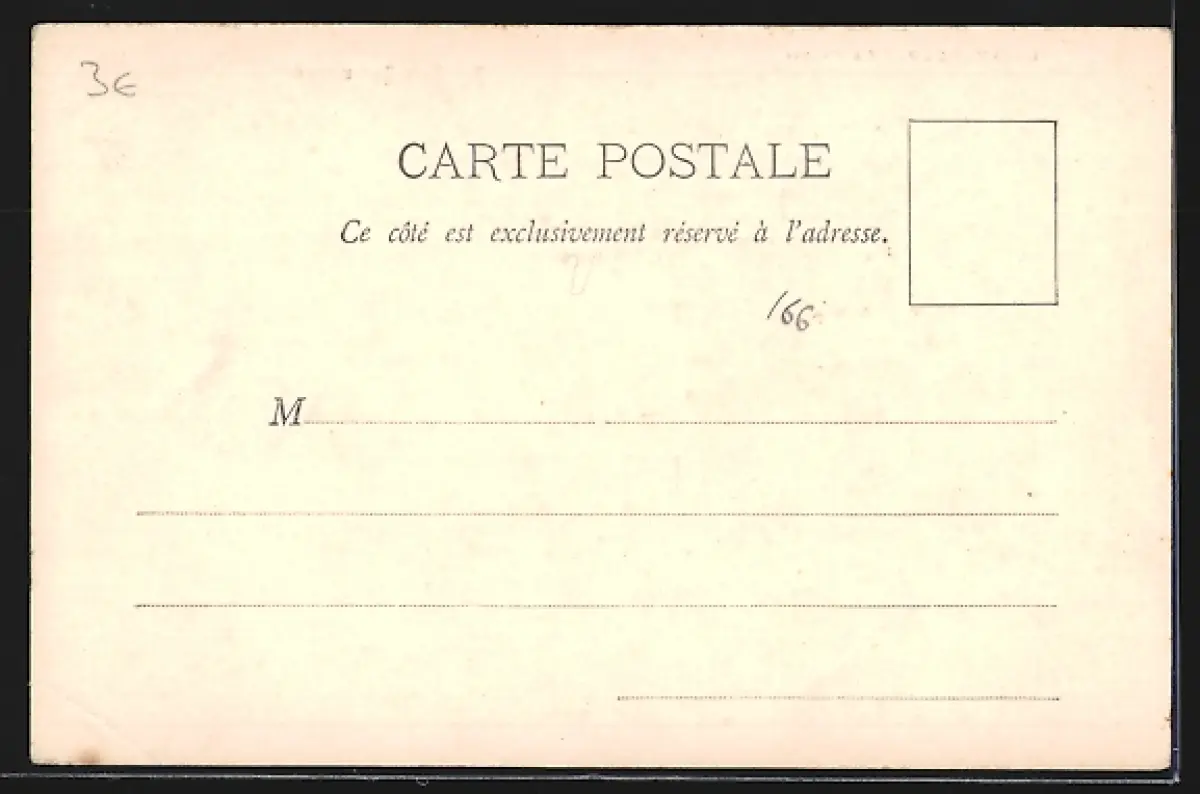 3€
CARTE POSTALE
Ce côté est exclusivement réservé à l'adresse.
166
M